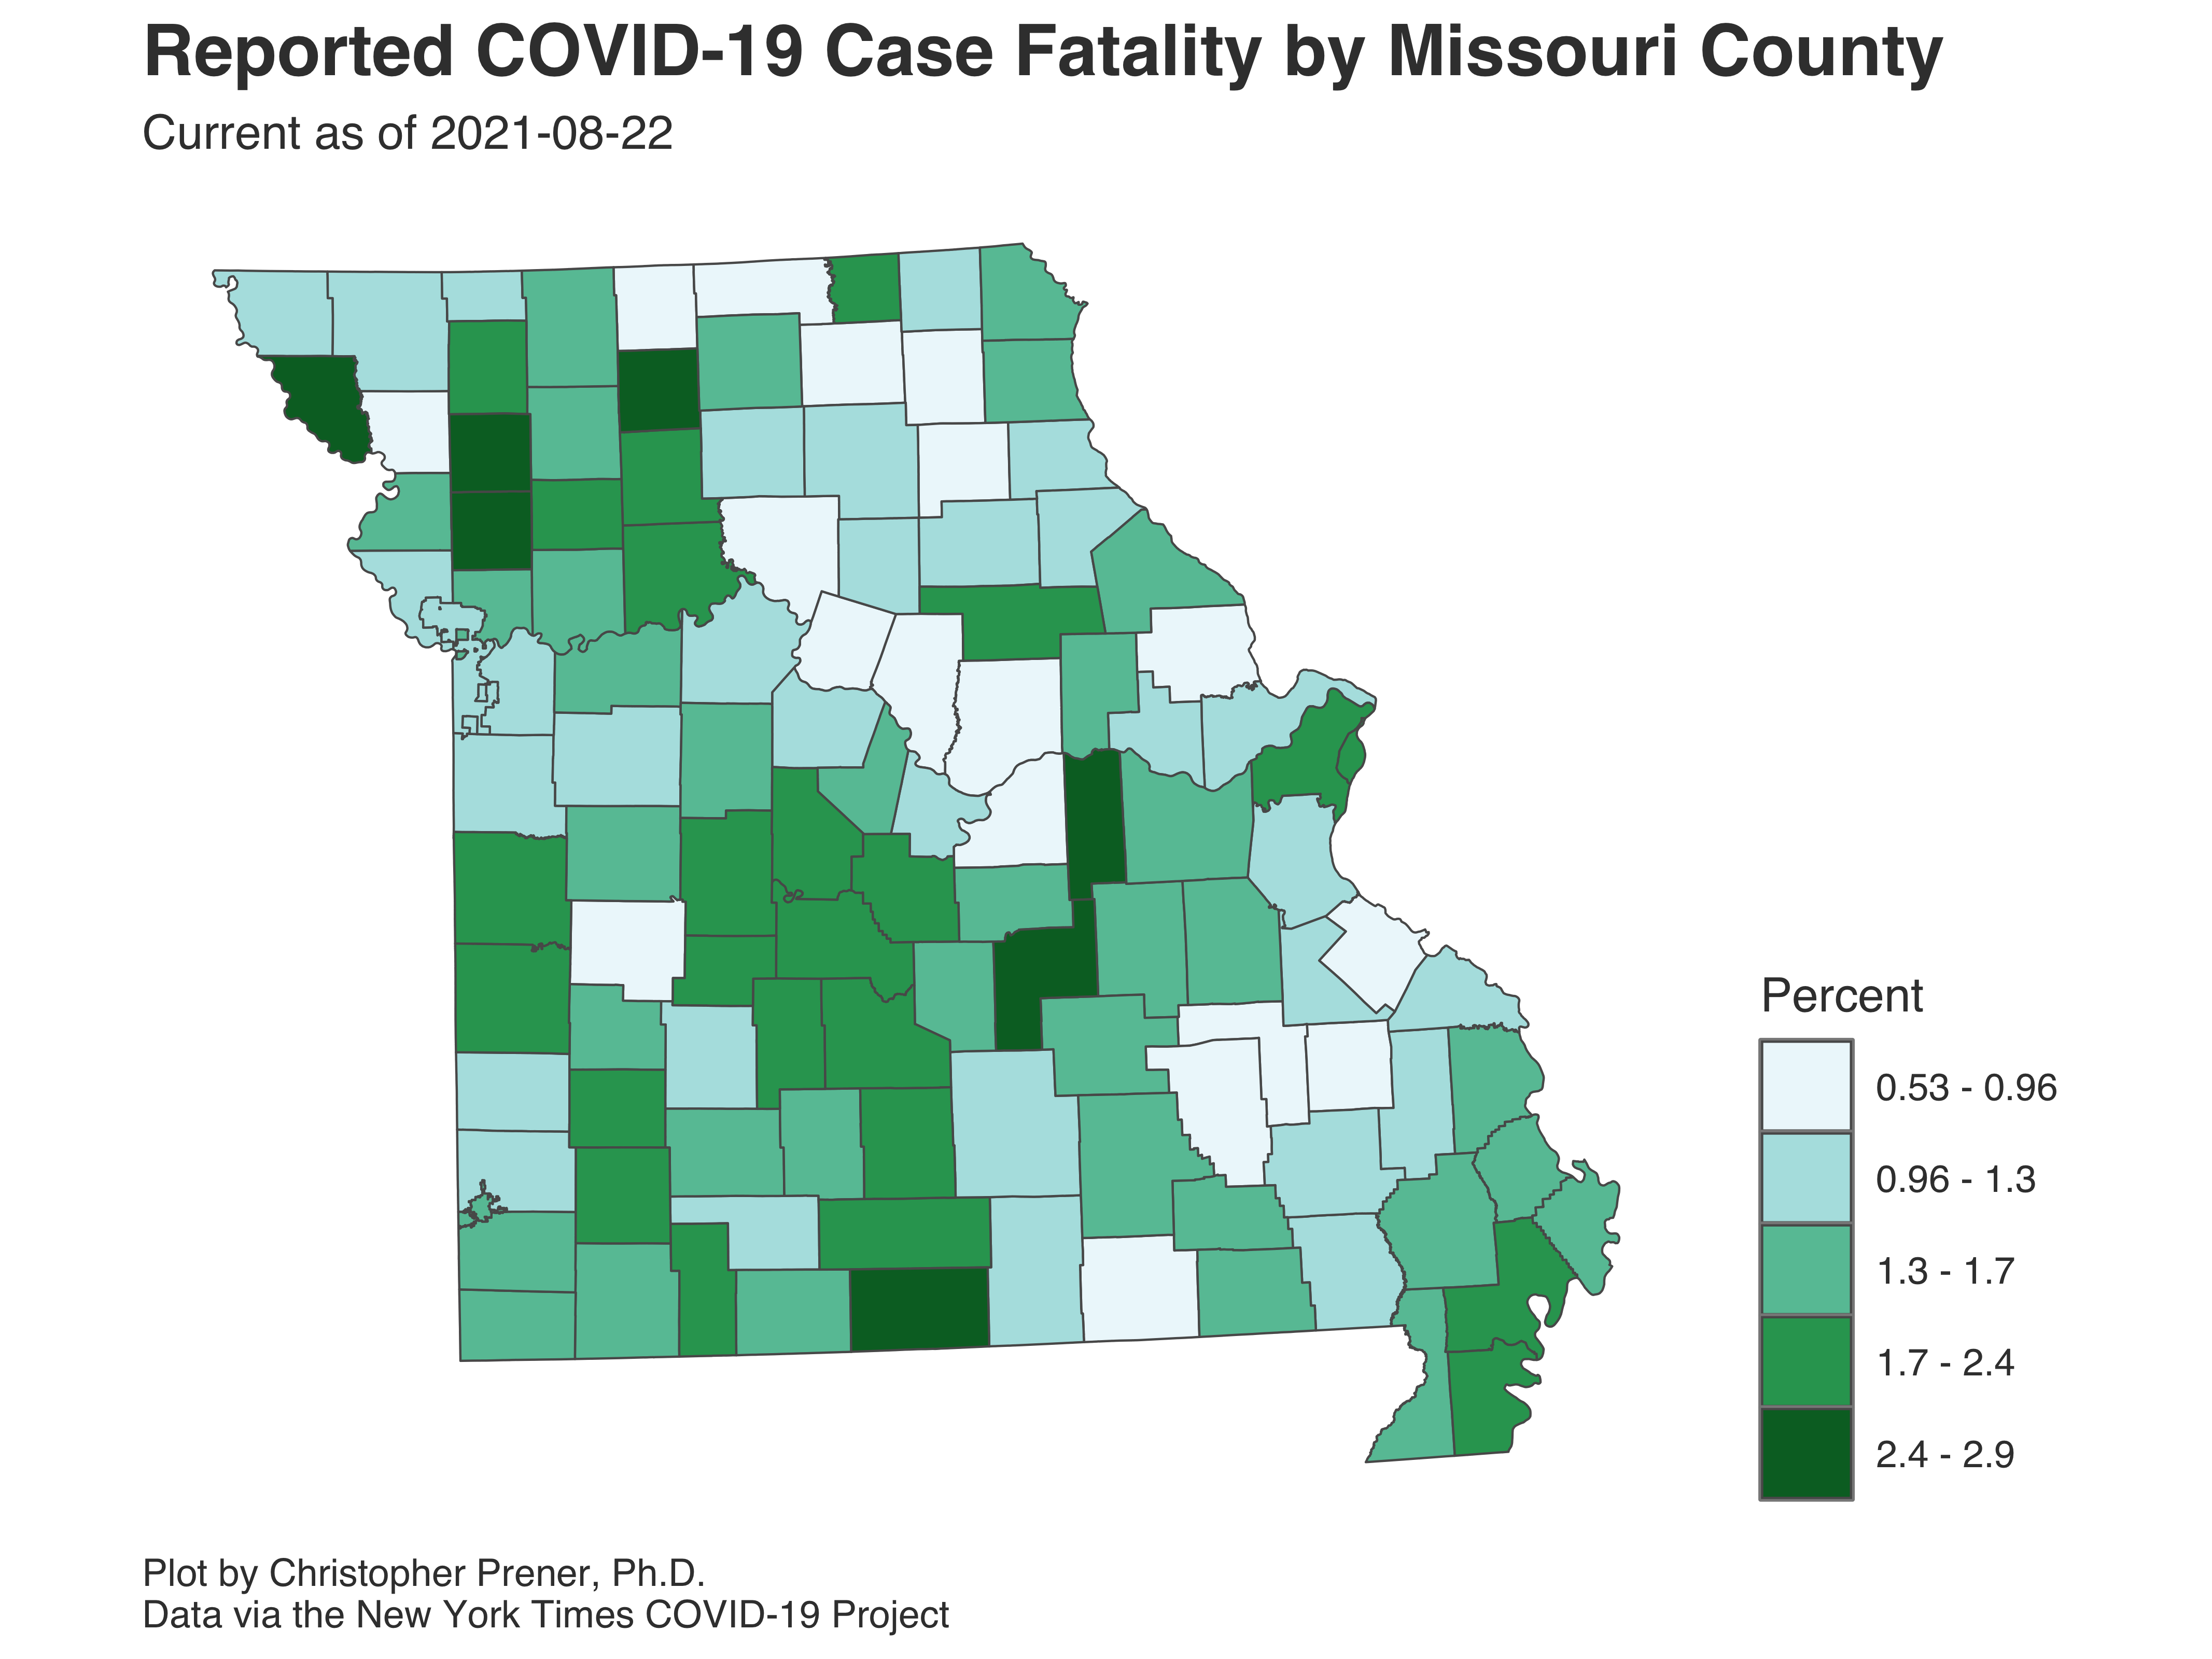 Reported COVID-19 Case Fatality by Missouri County
Current as of 2021-08-22
Percent
0.53 - 0.96
0.96 - 1.3
1.3 - 1.7
1.7 - 2.4
2.4 - 2.9
Plot by Christopher Prener, Ph.D.
Data via the New York Times COVID-19 Project